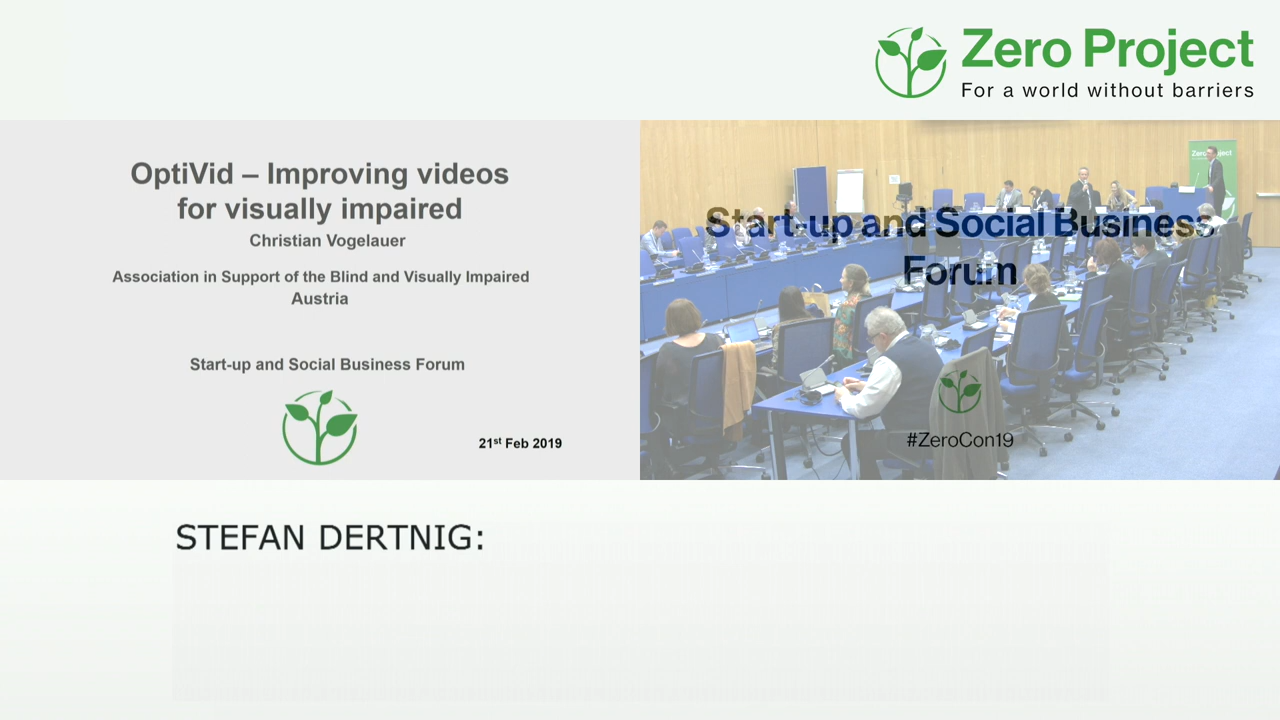 Zero Project
For a world without barriers
OptiVid – Improving videos
for visually impaired
Christian Vogelauer
Association in Support of the Blind and Visually Impaired
Austria
Start-up and Social Business Forum
21st Feb 2019
Zero Project
Start-up and Social Business
Forum
#ZeroCon19
STEFAN DERTNIG: